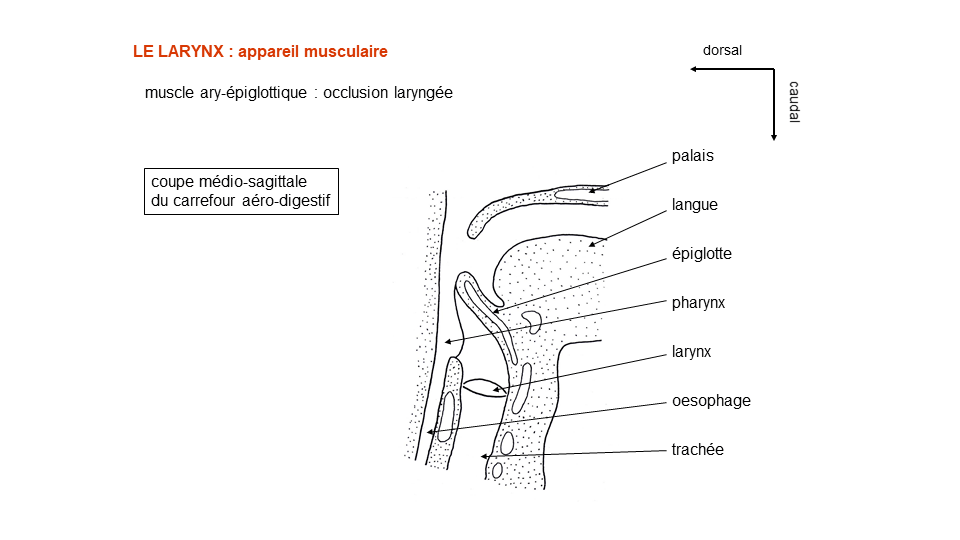 LE LARYNX : appareil musculaire
dorsal
muscle ary-épiglottique : occlusion laryngée
caudal
coupe médio-sagittale
du carrefour aéro-digestif
palais
langue
épiglotte
pharynx
larynx
oesophage
trachée